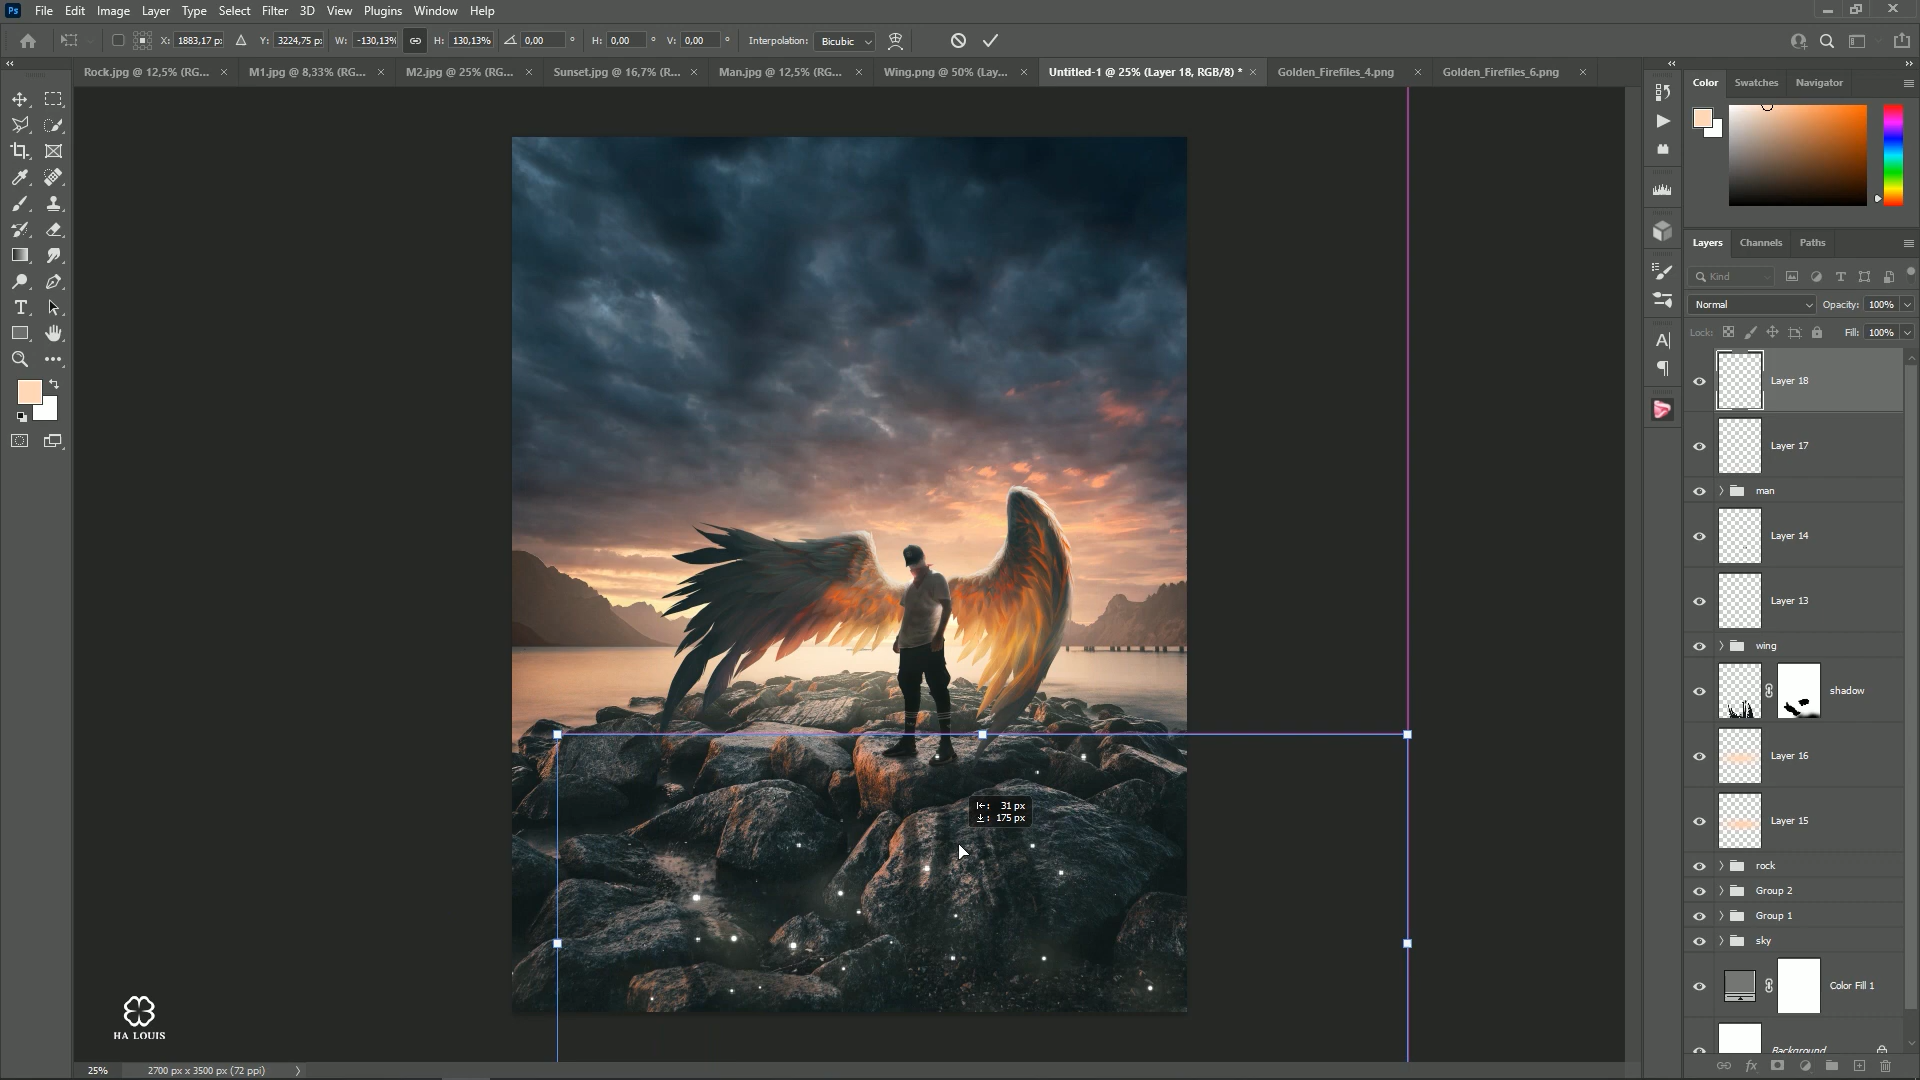 Ps File Edit Image Layer Type Select Filter 3D View Plugins Window Help
X: 1883,17 p: Y: 3224,75 p: W: -130,13% H: 130,13% 0,00 ° H: 0,00 ° V: 0,00 ° Interpolation: Bicubic
Rock.jpg @ 12,5% (RG... × M1.jpg @ 8,33% (RG... × M2.jpg @ 25% (RG... × Sunset.jpg @ 16,7% (R... × Man.jpg @ 12,5% (RG... × Wing.png @ 50% (Lay... × Untitled-1 @ 25% (Layer 18, RGB/8) * × Golden_Firefiles_4.png × Golden_Firefiles_6.png ×
Color Swatches Navigator
Layers Channels Paths
Kind
Normal Opacity: 100%
Lock: Fill: 100%
Layer 18
Layer 17
man
Layer 14
Layer 13
wing
shadow
Layer 16
Layer 15
rock
Group 2
Group 1
sky
Color Fill 1
Background
31 px
175 px
HA LOUIS
25% 2700 px x 3500 px (72 ppi)